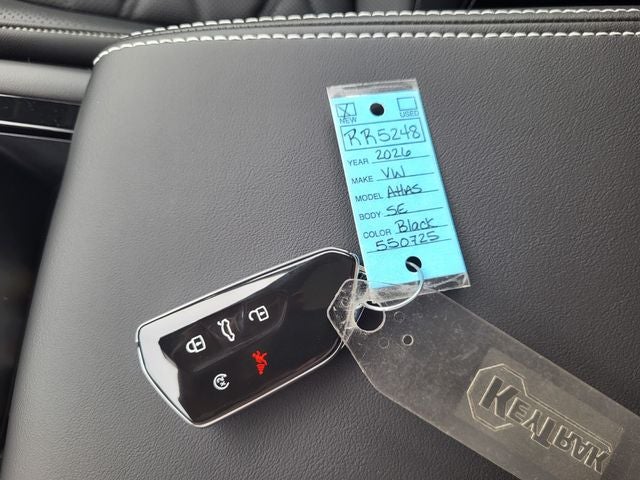 NEW USED
RR5248
YEAR 2026
MAKE VW
MODEL Atlas
BODY SE
COLOR Black
550725
KEYTRAK